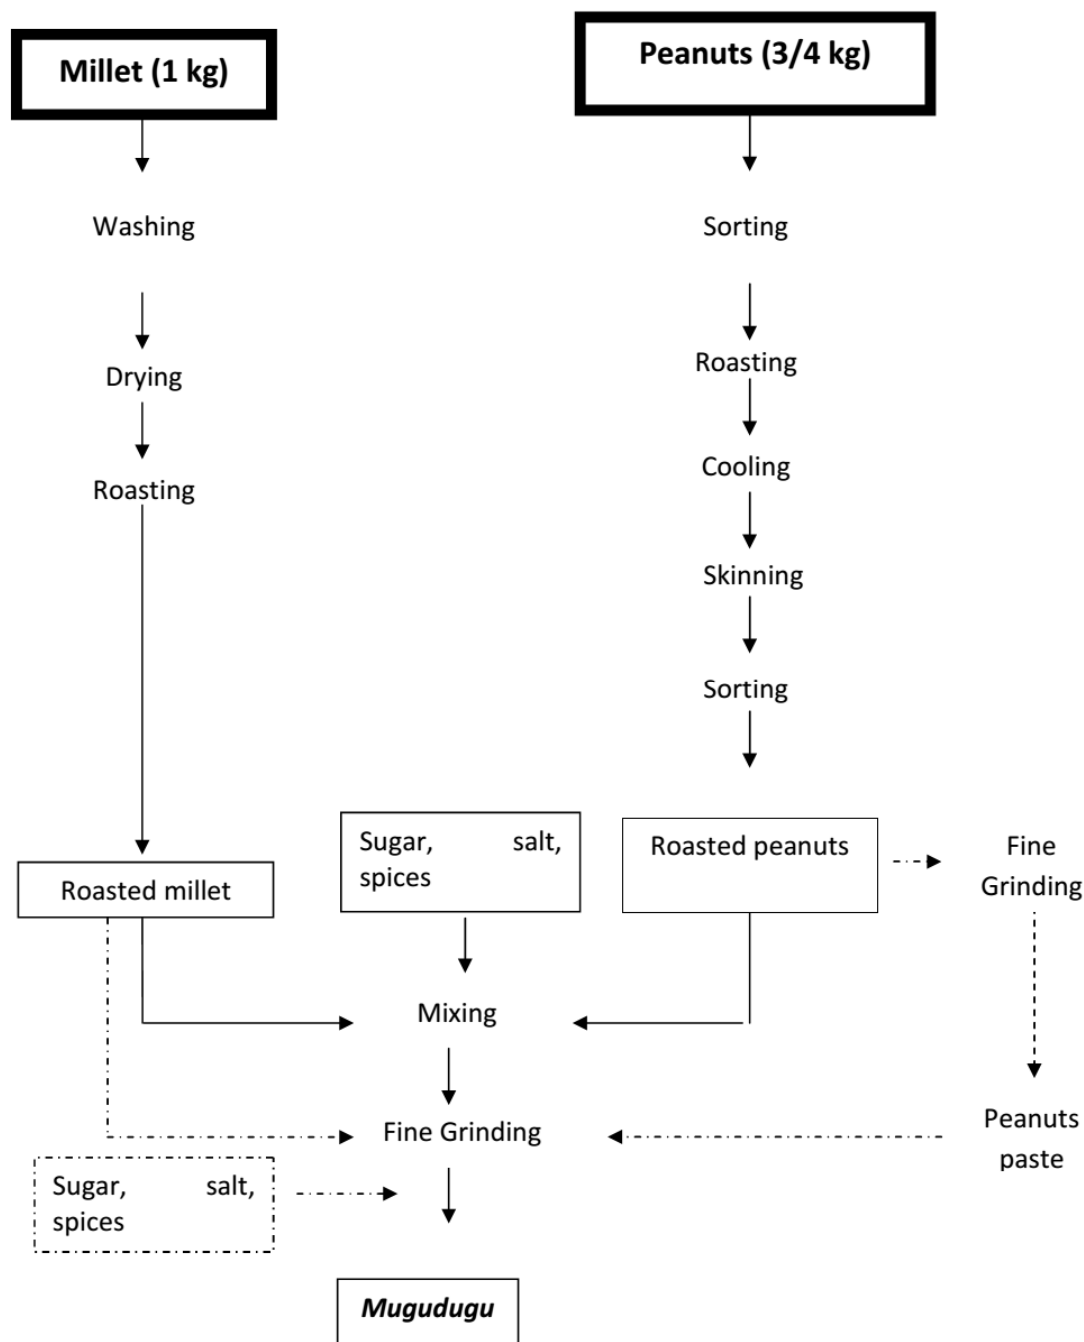 Millet (1 kg)
Peanuts (3/4 kg)
Washing
Sorting
Drying
Roasting
Roasting
Cooling
Skinning
Sorting
Sugar, salt,
spices
Roasted peanuts
Fine
Grinding
Roasted millet
Mixing
Fine Grinding
Peanuts
paste
Sugar, salt,
spices
Mugudugu